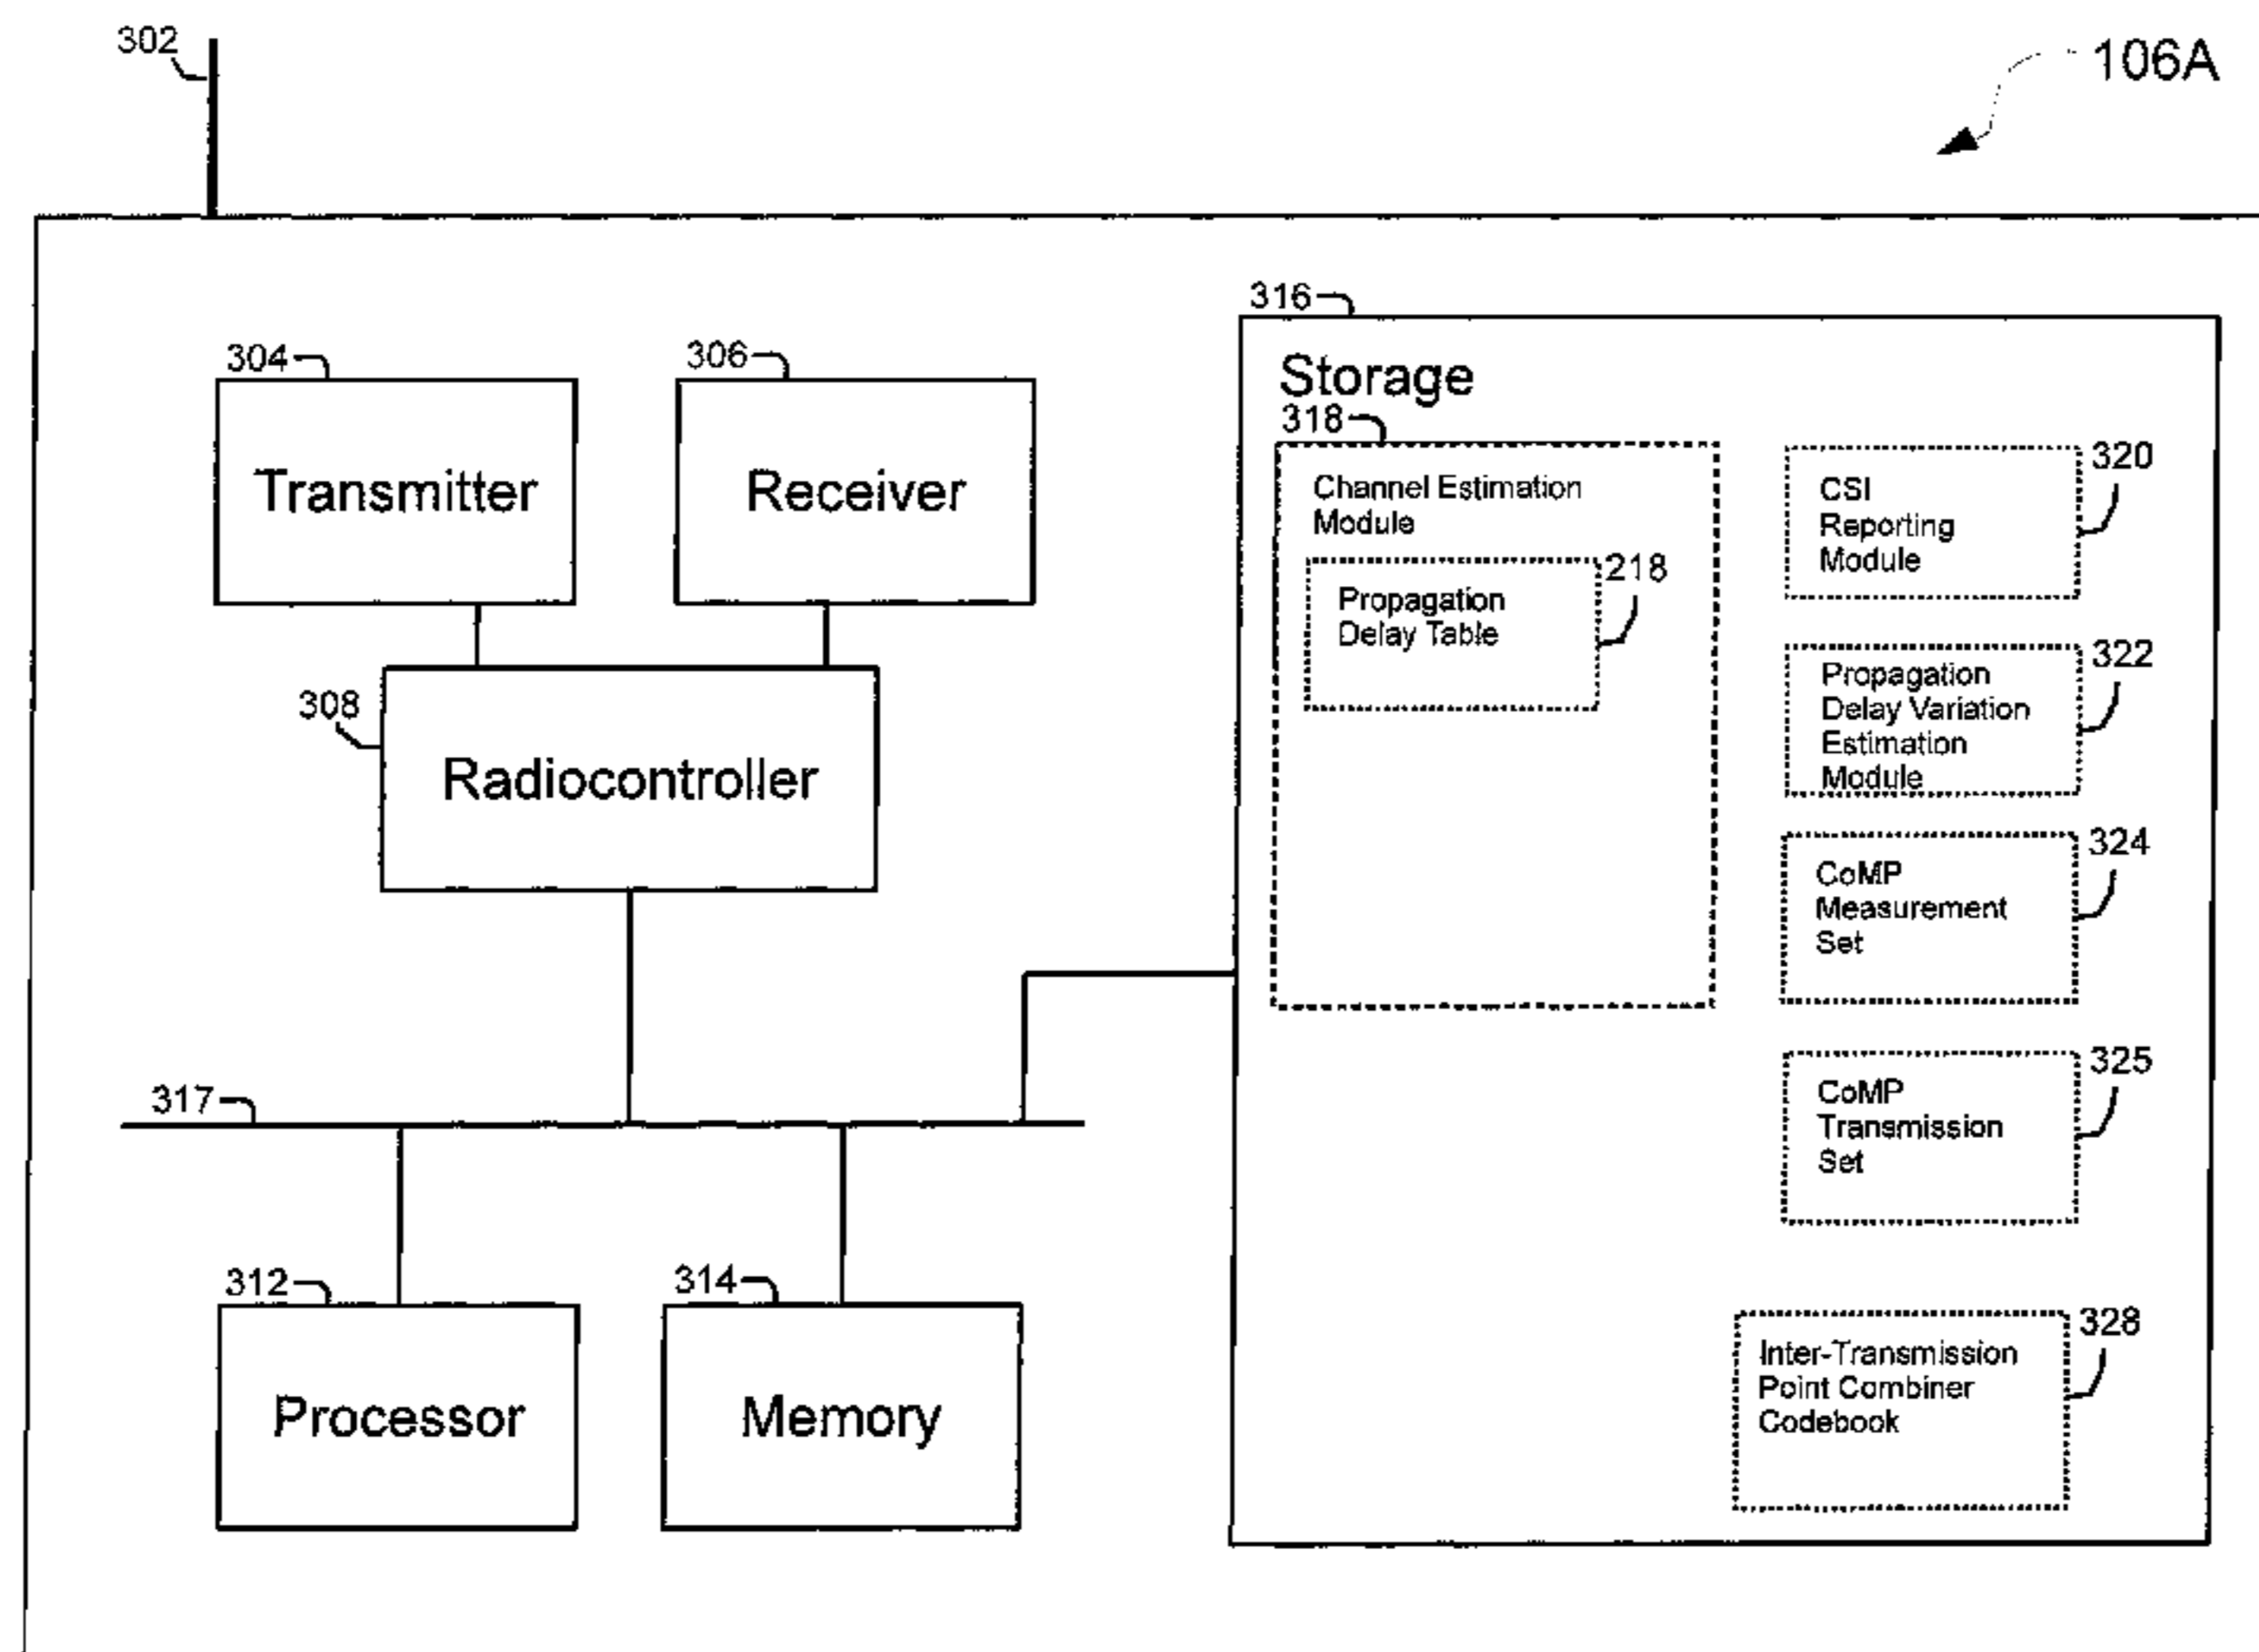 302
106A
316
304
306
Storage
318
320
Transmitter
Receiver
Channel Estimation
Module
CSI
Reporting
Module
218
Propagation
Delay Table
322
Propagation
Delay Variation
Estimation
Module
308
Radiocontroller
324
CoMP
Measurement
Set
317
325
CoMP
Transmission
Set
312
314
328
Processor
Memory
Inter-Transmission
Point Combiner
Codebook